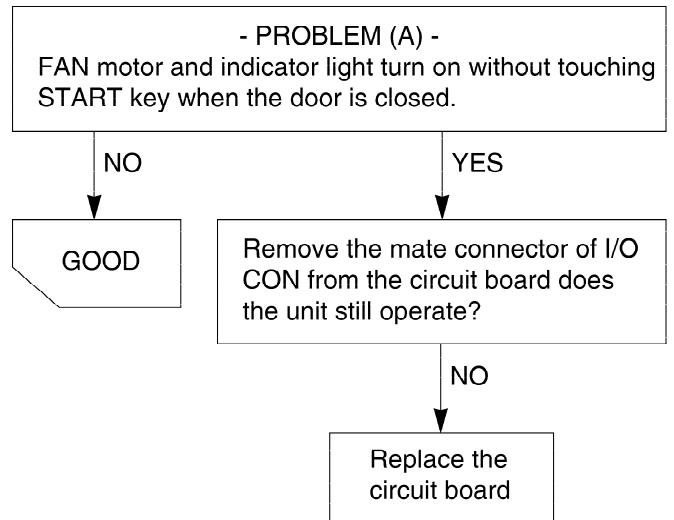 - PROBLEM (A) -
FAN motor and indicator light turn on without touching
START key when the door is closed.
NO
YES
GOOD
Remove the mate connector of I/O
CON from the circuit board does
the unit still operate?
NO
Replace the
circuit board